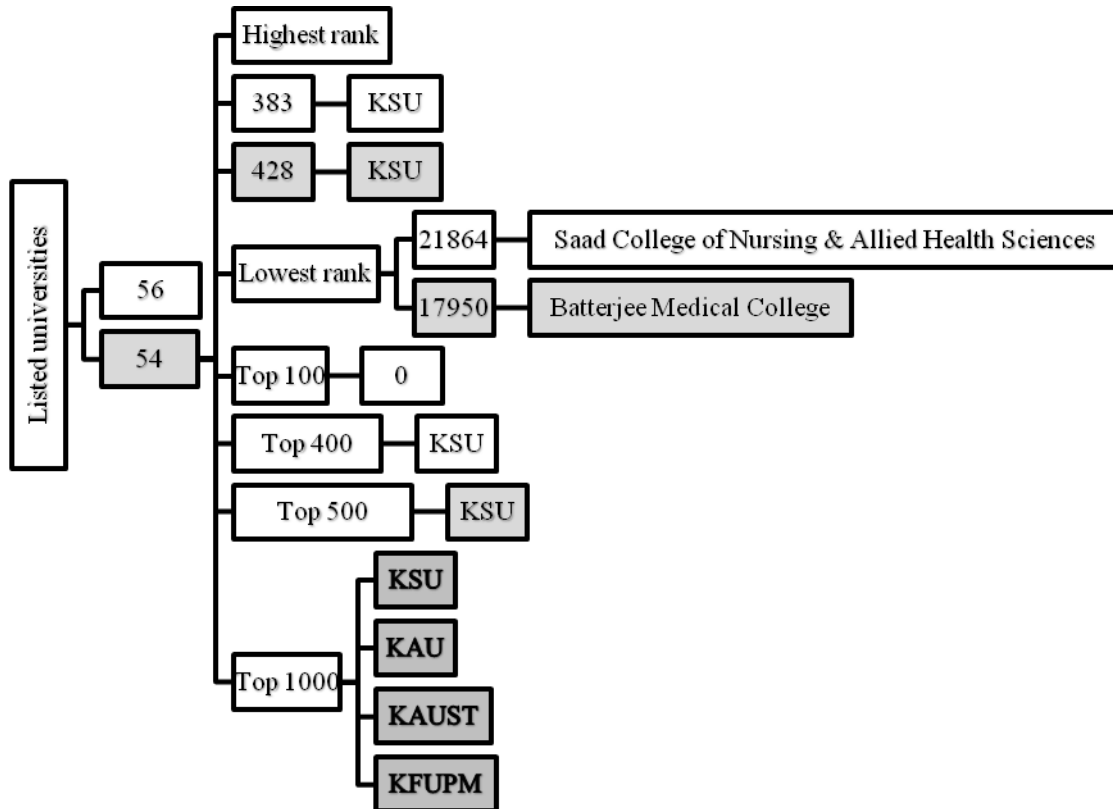 Listed universities
56
54
Highest rank
383
KSU
428
KSU
Lowest rank
21864
Saad College of Nursing & Allied Health Sciences
17950
Batterjee Medical College
Top 100
0
Top 400
KSU
Top 500
KSU
Top 1000
KSU
KAU
KAUST
KFUPM